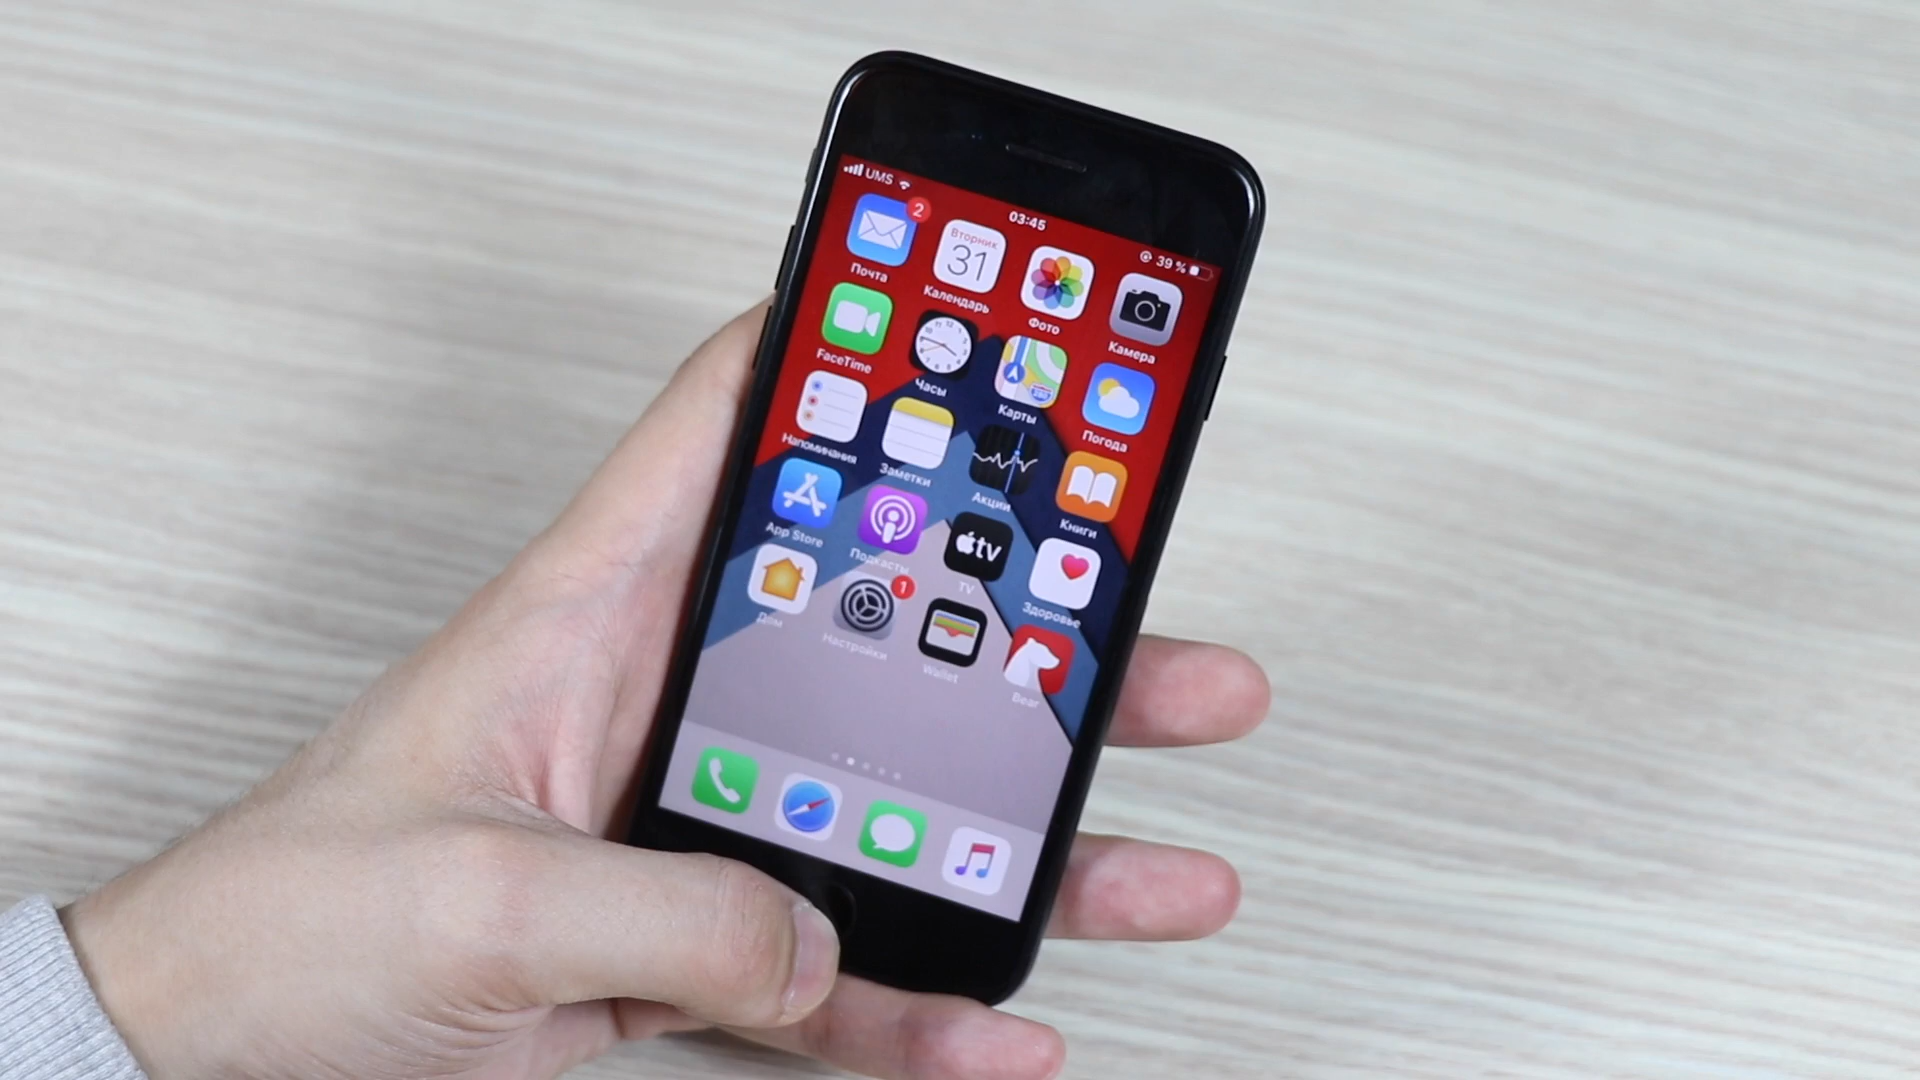 UMS
03:45
39 %
2
Вторник
31
Почта
Календарь
Фото
Камера
FaceTime
Часы
Карты
Погода
Напоминания
Заметки
Акции
Книги
App Store
Подкасты
tv
TV
Здоровье
1
Дом
Настройки
Wallet
Bear